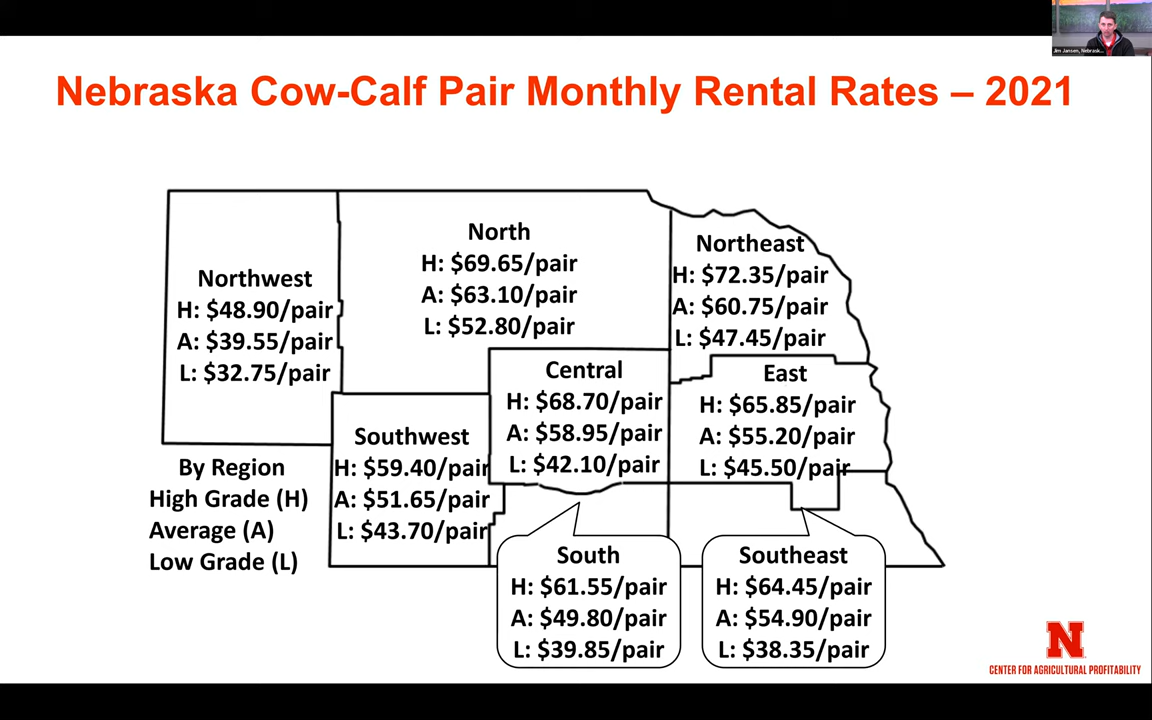 Jim Jansen, Nebrask...
Nebraska Cow-Calf Pair Monthly Rental Rates – 2021
Northwest
H: $48.90/pair
A: $39.55/pair
L: $32.75/pair
North
H: $69.65/pair
A: $63.10/pair
L: $52.80/pair
Northeast
H: $72.35/pair
A: $60.75/pair
L: $47.45/pair
Central
H: $68.70/pair
A: $58.95/pair
L: $42.10/pair
East
H: $65.85/pair
A: $55.20/pair
L: $45.50/pair
Southwest
H: $59.40/pair
A: $51.65/pair
L: $43.70/pair
By Region
High Grade (H)
Average (A)
Low Grade (L)
South
H: $61.55/pair
A: $49.80/pair
L: $39.85/pair
Southeast
H: $64.45/pair
A: $54.90/pair
L: $38.35/pair
N
CENTER FOR AGRICULTURAL PROFITABILITY